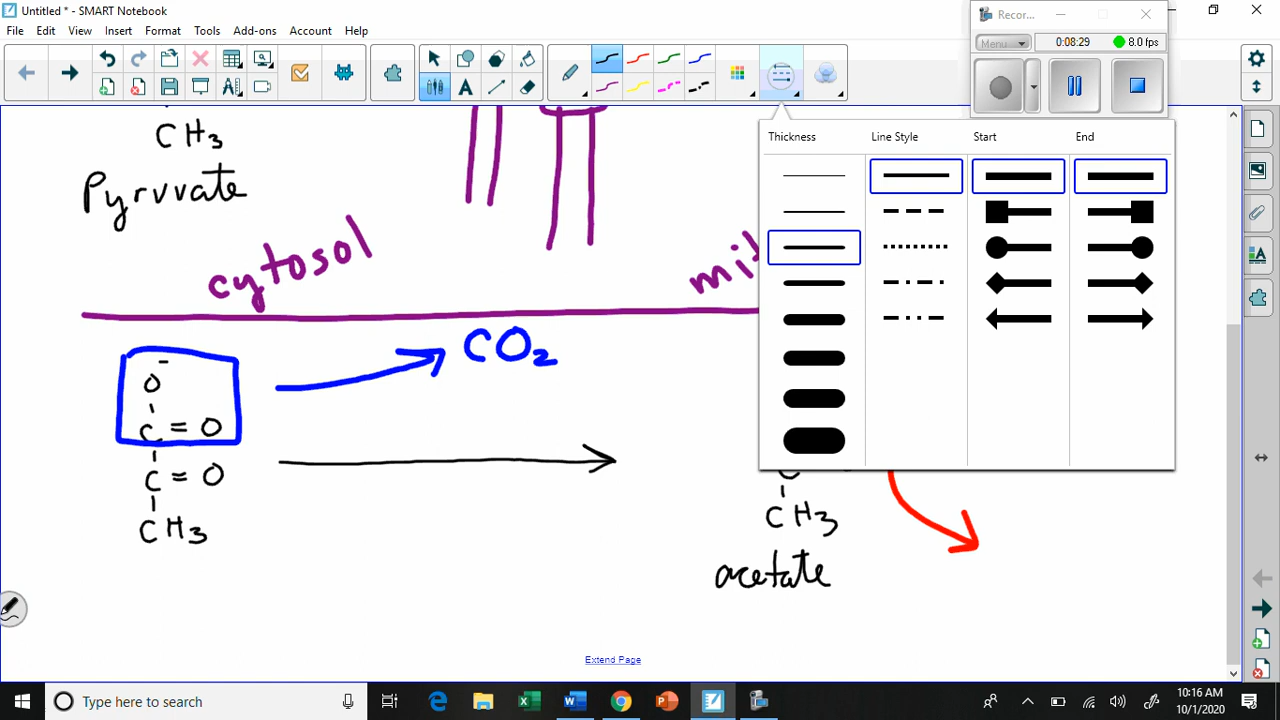 Untitled * - SMART Notebook
Recor...
File Edit View Insert Format Tools Add-ons Account Help
Menu
0:08:29
8.0 fps
Thickness Line Style Start End
CH3
Pyrvvate
cytosol
mit
CO2
O-
C = O
C = O
CH3
C
CH3
acetate
Extend Page
Type here to search
10:16 AM
10/1/2020